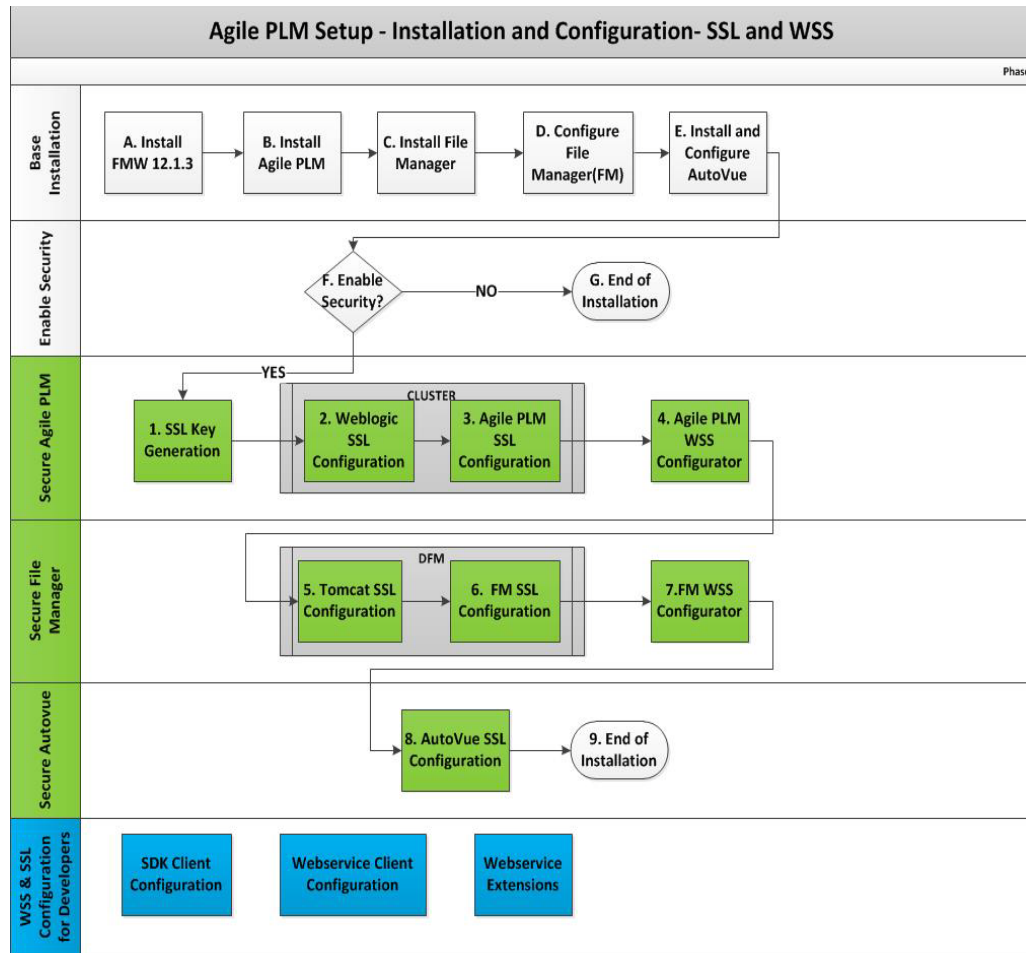 Agile PLM Setup - Installation and Configuration- SSL and WSS
Phase
Base
Installation
A. Install
FMW 12.1.3
B. Install
Agile PLM
C. Install File
Manager
D. Configure
File
Manager(FM)
E. Install and
Configure
AutoVue
Enable Security
F. Enable
Security?
NO
G. End of
Installation
YES
Secure Agile PLM
CLUSTER
1. SSL Key
Generation
2. Weblogic
SSL
Configuration
3. Agile PLM
SSL
Configuration
4. Agile PLM
WSS
Configurator
Secure File
Manager
DFM
5. Tomcat SSL
Configuration
6. FM SSL
Configuration
7.FM WSS
Configurator
Secure Autovue
8. AutoVue SSL
Configuration
9. End of
Installation
WSS & SSL
Configuration
for Developers
SDK Client
Configuration
Webservice Client
Configuration
Webservice
Extensions